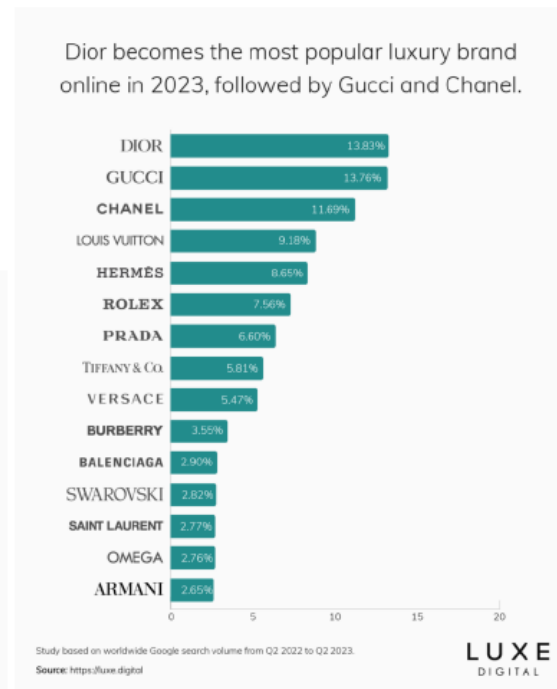 Dior becomes the most popular luxury brand
online in 2023, followed by Gucci and Chanel.
DIOR 13.83%
GUCCI 13.76%
CHANEL 11.69%
LOUIS VUITTON 9.18%
HERMÈS 8.65%
ROLEX 7.56%
PRADA 6.60%
TIFFANY & CO. 5.81%
VERSACE 5.47%
BURBERRY 3.55%
BALENCIAGA 2.90%
SWAROVSKI 2.82%
SAINT LAURENT 2.77%
OMEGA 2.76%
ARMANI 2.65%
0 5 10 15 20
Study based on worldwide Google search volume from Q2 2022 to Q2 2023.
Source: https://luxe.digital
LUXE
DIGITAL